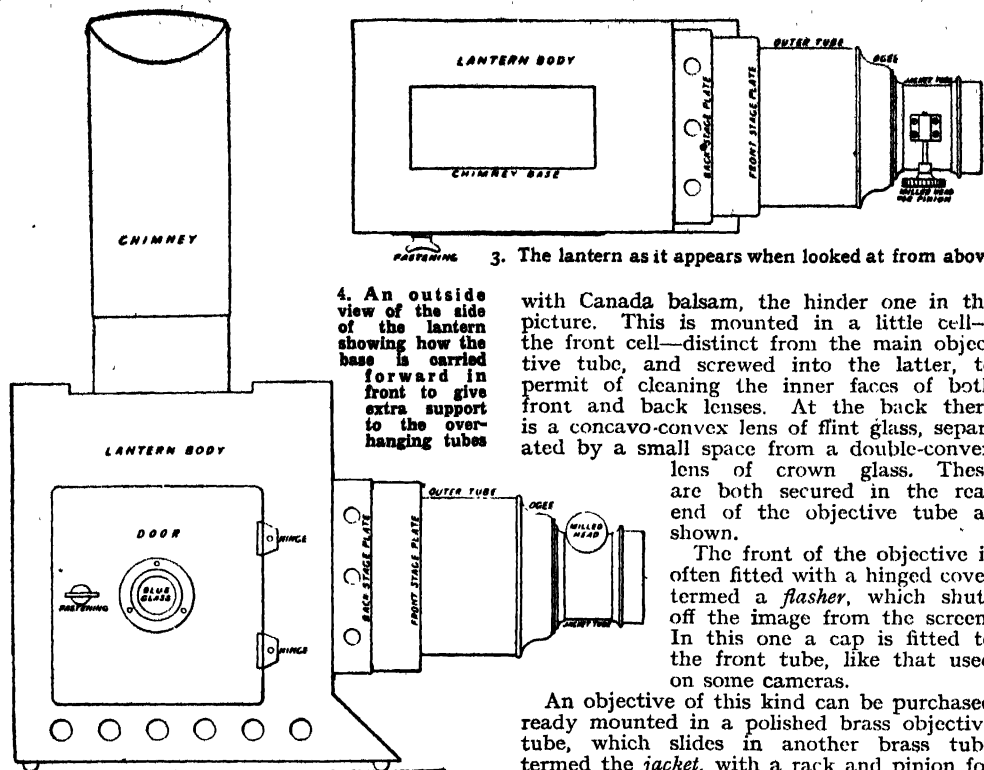 LANTERN BODY
OUTER TUBE
OGEE
JACKET TUBE
BACK STAGE PLATE
FRONT STAGE PLATE
CHIMNEY BASE
MILLED HEAD
FOR PINION
FASTENING
3. The lantern as it appears when looked at from abov
CHIMNEY
4. An outside
view of the side
of the lantern
showing how the
base is carried
forward in
front to give
extra support
to the over-
hanging tubes
LANTERN BODY
DOOR
HINGE
BLUE
GLASS
FASTENING
HINGE
BACK STAGE PLATE
FRONT STAGE PLATE
OUTER TUBE
OGEE
MILLED
HEAD
JACKET TUBE
with Canada balsam, the hinder one in th
picture. This is mounted in a little cell—
the front cell—distinct from the main objec
tive tube, and screwed into the latter, t
permit of cleaning the inner faces of bot
front and back lenses. At the back ther
is a concavo-convex lens of flint glass, separ
ated by a small space from a double-conve
lens of crown glass. Thes
are both secured in the rea
end of the objective tube a
shown.
The front of the objective i
often fitted with a hinged cove
termed a flasher, which shut
off the image from the screen
In this one a cap is fitted t
the front tube, like that use
on some cameras.
An objective of this kind can be purchase
ready mounted in a polished brass objectiv
tube, which slides in another brass tub
termed the jacket, with a rack and pinion fo